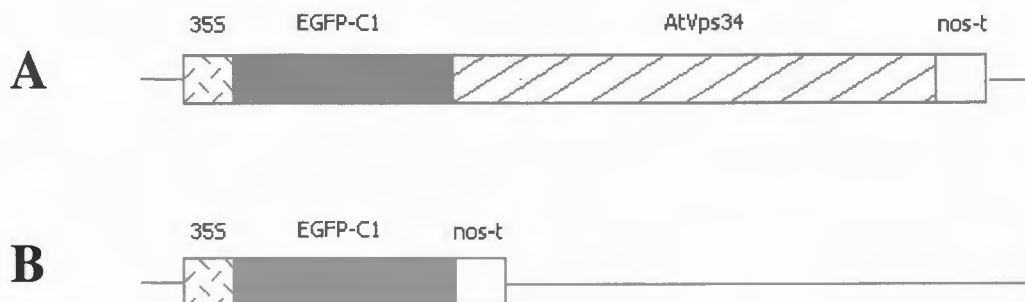 35S EGFP-C1 AtVps34 nos-t
A
35S EGFP-C1 nos-t
B